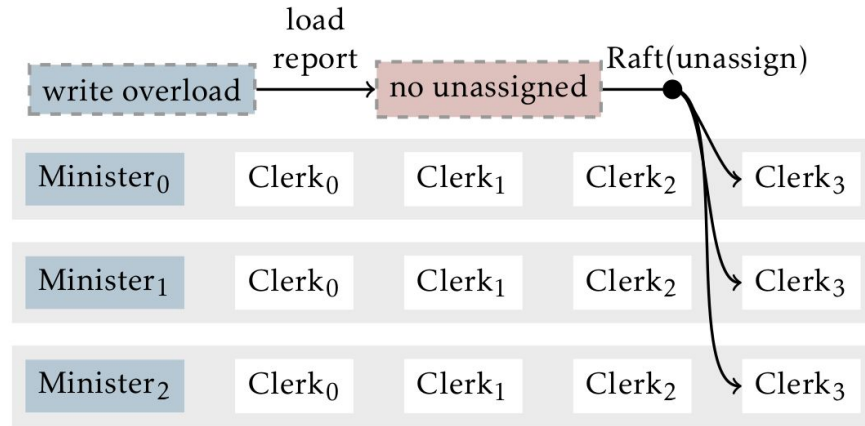 load
report
Raft(unassign)
write overload
no unassigned
Minister₀ Clerk₀ Clerk₁ Clerk₂ Clerk₃
Minister₁ Clerk₀ Clerk₁ Clerk₂ Clerk₃
Minister₂ Clerk₀ Clerk₁ Clerk₂ Clerk₃